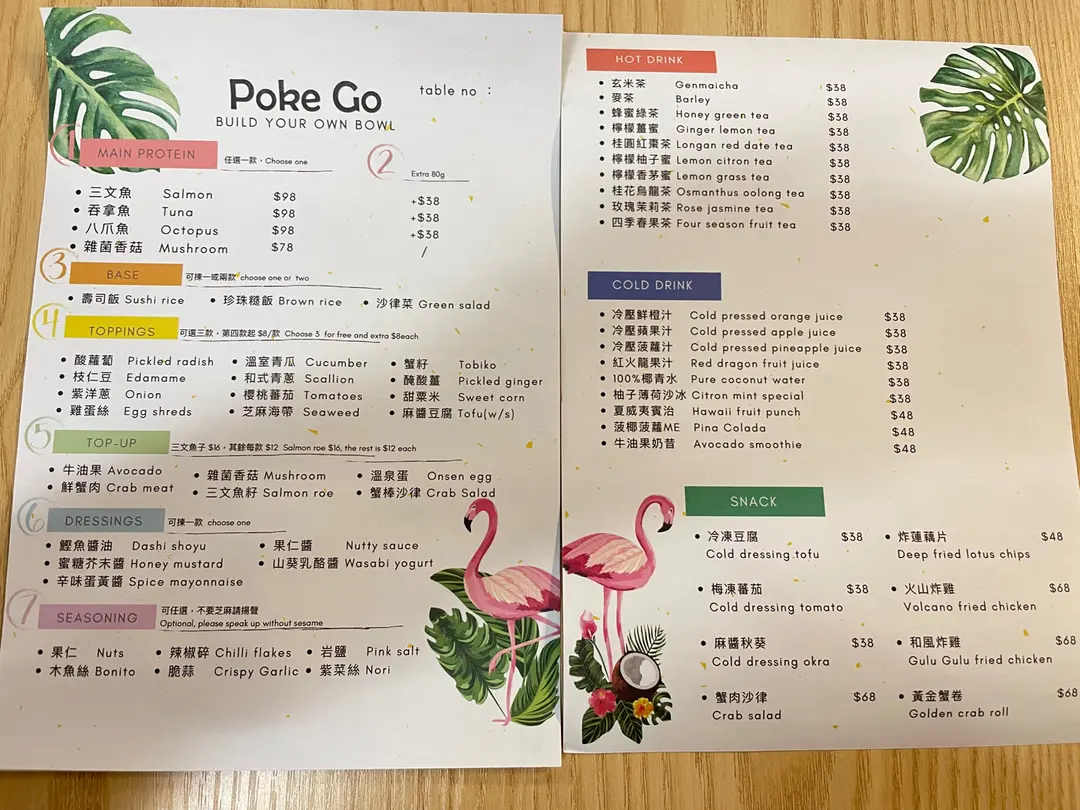 Poke Go
table no ：
BUILD YOUR OWN BOWL
1 MAIN PROTEIN 任選一款，Choose one
2 Extra 80g
• 三文魚 Salmon $98 +$38
• 吞拿魚 Tuna $98 +$38
• 八爪魚 Octopus $98 +$38
• 雜菌香菇 Mushroom $78 /
3 BASE 可揀一或兩款 choose one or two
• 壽司飯 Sushi rice • 珍珠糙飯 Brown rice • 沙律菜 Green salad
4 TOPPINGS 可選三款，第四款起 $8/款 Choose 3 for free and extra $8each
• 酸蘿蔔 Pickled radish • 溫室青瓜 Cucumber • 蟹籽 Tobiko
• 枝仁豆 Edamame • 和式青蔥 Scallion • 醃酸薑 Pickled ginger
• 紫洋蔥 Onion • 櫻桃蕃茄 Tomatoes • 甜粟米 Sweet corn
• 雞蛋絲 Egg shreds • 芝麻海帶 Seaweed • 麻醬豆腐 Tofu(w/s)
5 TOP-UP 三文魚子 $16，其餘每款 $12 Salmon roe $16, the rest is $12 each
• 牛油果 Avocado • 雜菌香菇 Mushroom • 溫泉蛋 Onsen egg
• 鮮蟹肉 Crab meat • 三文魚籽 Salmon roe • 蟹棒沙律 Crab Salad
6 DRESSINGS 可揀一款 choose one
• 鰹魚醬油 Dashi shoyu • 果仁醬 Nutty sauce
• 蜜糖芥末醬 Honey mustard • 山葵乳酪醬 Wasabi yogurt
• 辛味蛋黃醬 Spice mayonnaise
7 SEASONING 可任選，不要芝麻請揚聲
Optional, please speak up without sesame
• 果仁 Nuts • 辣椒碎 Chilli flakes • 岩鹽 Pink salt
• 木魚絲 Bonito • 脆蒜 Crispy Garlic • 紫菜絲 Nori
HOT DRINK
• 玄米茶 Genmaicha $38
• 麥茶 Barley $38
• 蜂蜜綠茶 Honey green tea $38
• 檸檬薑蜜 Ginger lemon tea $38
• 桂圓紅棗茶 Longan red date tea $38
• 檸檬柚子蜜 Lemon citron tea $38
• 檸檬香茅蜜 Lemon grass tea $38
• 桂花烏龍茶 Osmanthus oolong tea $38
• 玫瑰茉莉茶 Rose jasmine tea $38
• 四季春果茶 Four season fruit tea $38
COLD DRINK
• 冷壓鮮橙汁 Cold pressed orange juice $38
• 冷壓蘋果汁 Cold pressed apple juice $38
• 冷壓菠蘿汁 Cold pressed pineapple juice $38
• 紅火龍果汁 Red dragon fruit juice $38
• 100%椰青水 Pure coconut water $38
• 柚子薄荷沙冰 Citron mint special $38
• 夏威夷賓治 Hawaii fruit punch $48
• 菠椰菠蘿ME Pina Colada $48
• 牛油果奶昔 Avocado smoothie $48
SNACK
• 冷凍豆腐 $38 • 炸蓮藕片 $48
Cold dressing tofu Deep fried lotus chips
• 梅凍蕃茄 $38 • 火山炸雞 $68
Cold dressing tomato Volcano fried chicken
• 麻醬秋葵 $38 • 和風炸雞 $68
Cold dressing okra Gulu Gulu fried chicken
• 蟹肉沙律 $68 • 黃金蟹卷 $68
Crab salad Golden crab roll